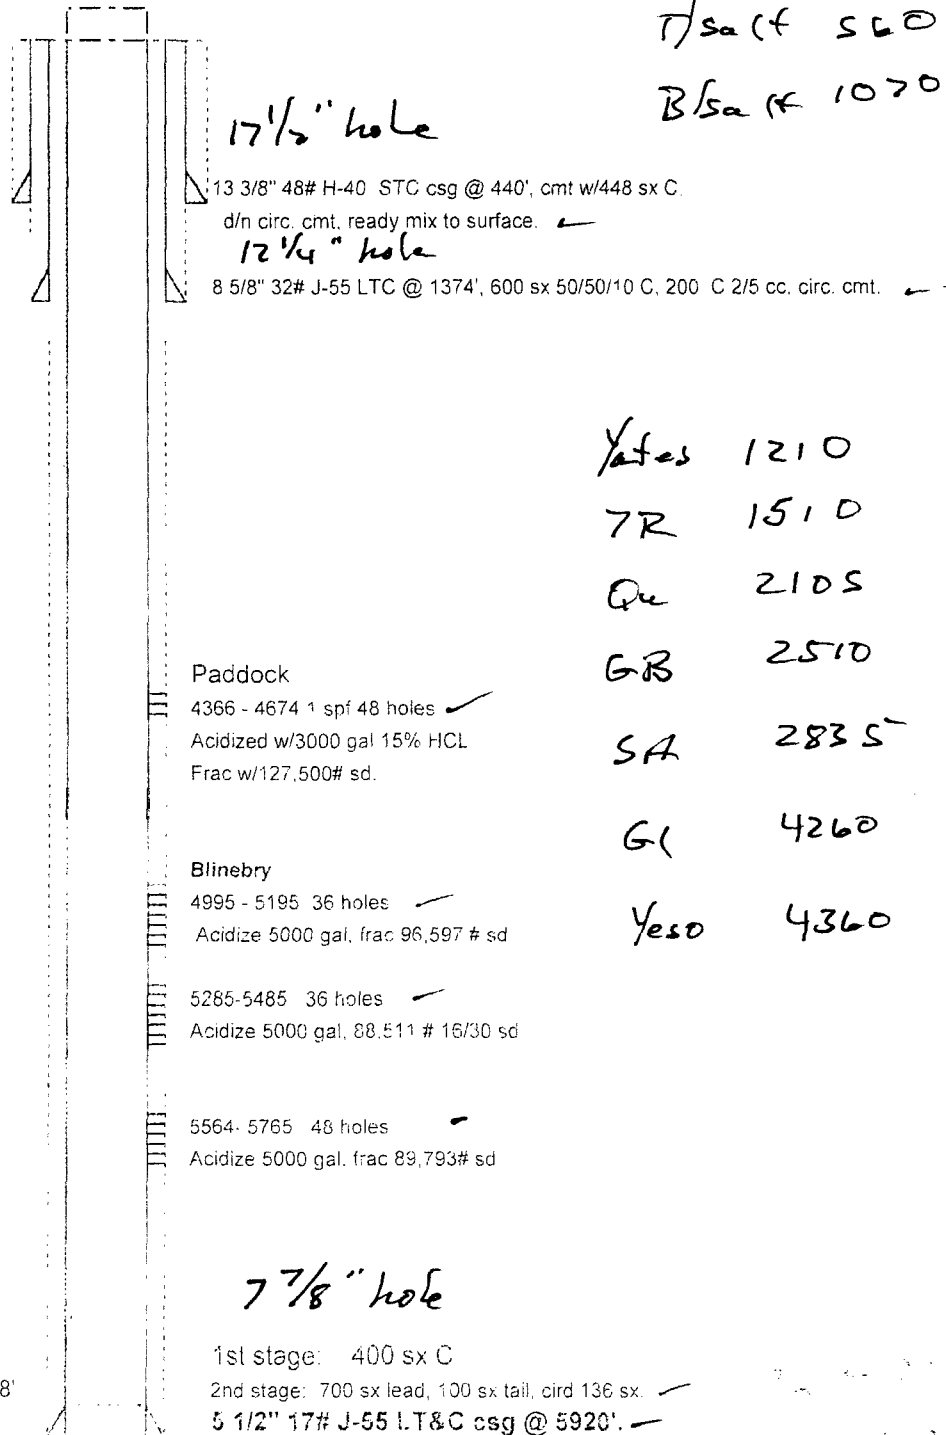 T/salt 560
B/salt 1070
17 1/2" hole
13 3/8" 48# H-40 STC csg @ 440', cmt w/448 sx C.
d/n circ. cmt, ready mix to surface.
12 1/4" hole
8 5/8" 32# J-55 LTC @ 1374', 600 sx 50/50/10 C, 200 C 2/5 cc, circ. cmt.
Yates 1210
7R 1510
Qu 2105
GB 2510
Paddock
4366 - 4674 1 spf 48 holes
Acidized w/3000 gal 15% HCL
Frac w/127,500# sd.
SA 2835
Gl 4260
Blinebry
4995 - 5195 36 holes
Acidize 5000 gal, frac 96,597 # sd
Yeso 4360
5285-5485 36 holes
Acidize 5000 gal, 88,511 # 16/30 sd
5564- 5765 48 holes
Acidize 5000 gal. frac 89,793# sd
7 7/8" hole
1st stage: 400 sx C
2nd stage: 700 sx lead, 100 sx tail, cird 136 sx.
8'
5 1/2" 17# J-55 LT&C csg @ 5920'.